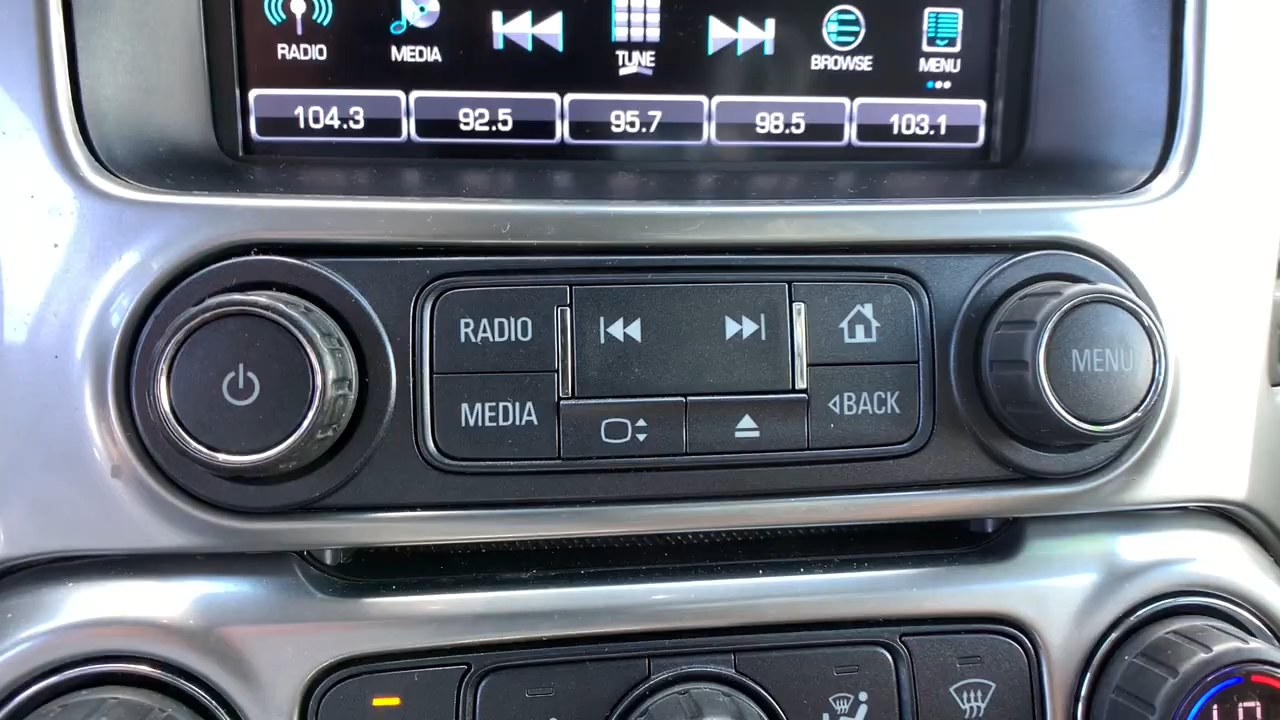 RADIO MEDIA TUNE BROWSE MENU
104.3 92.5 95.7 98.5 103.1
RADIO
MEDIA
BACK
MENU